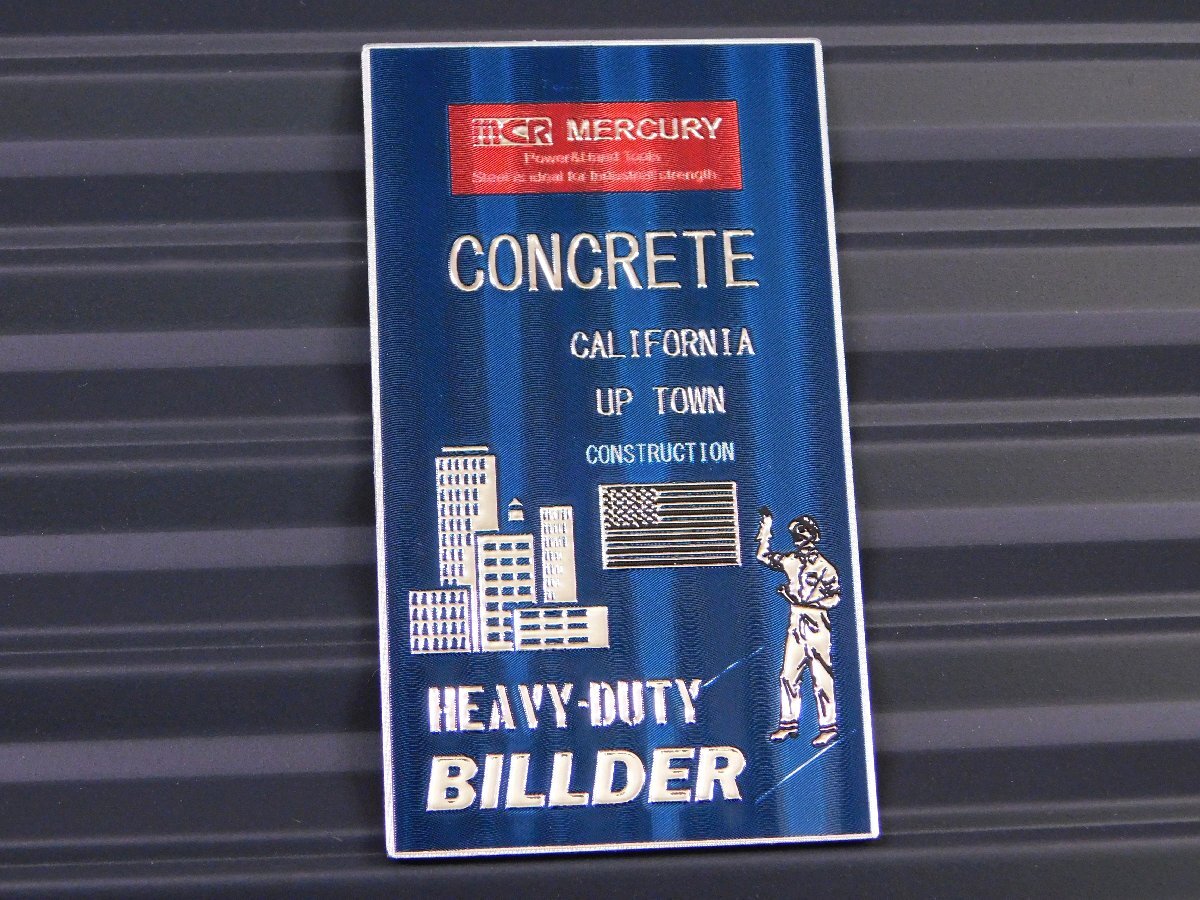 mCR MERCURY
Power&Hand Tools
Steel is ideal for Industrial strength
CONCRETE
CALIFORNIA
UP TOWN
CONSTRUCTION
HEAVY-DUTY
BILLDER